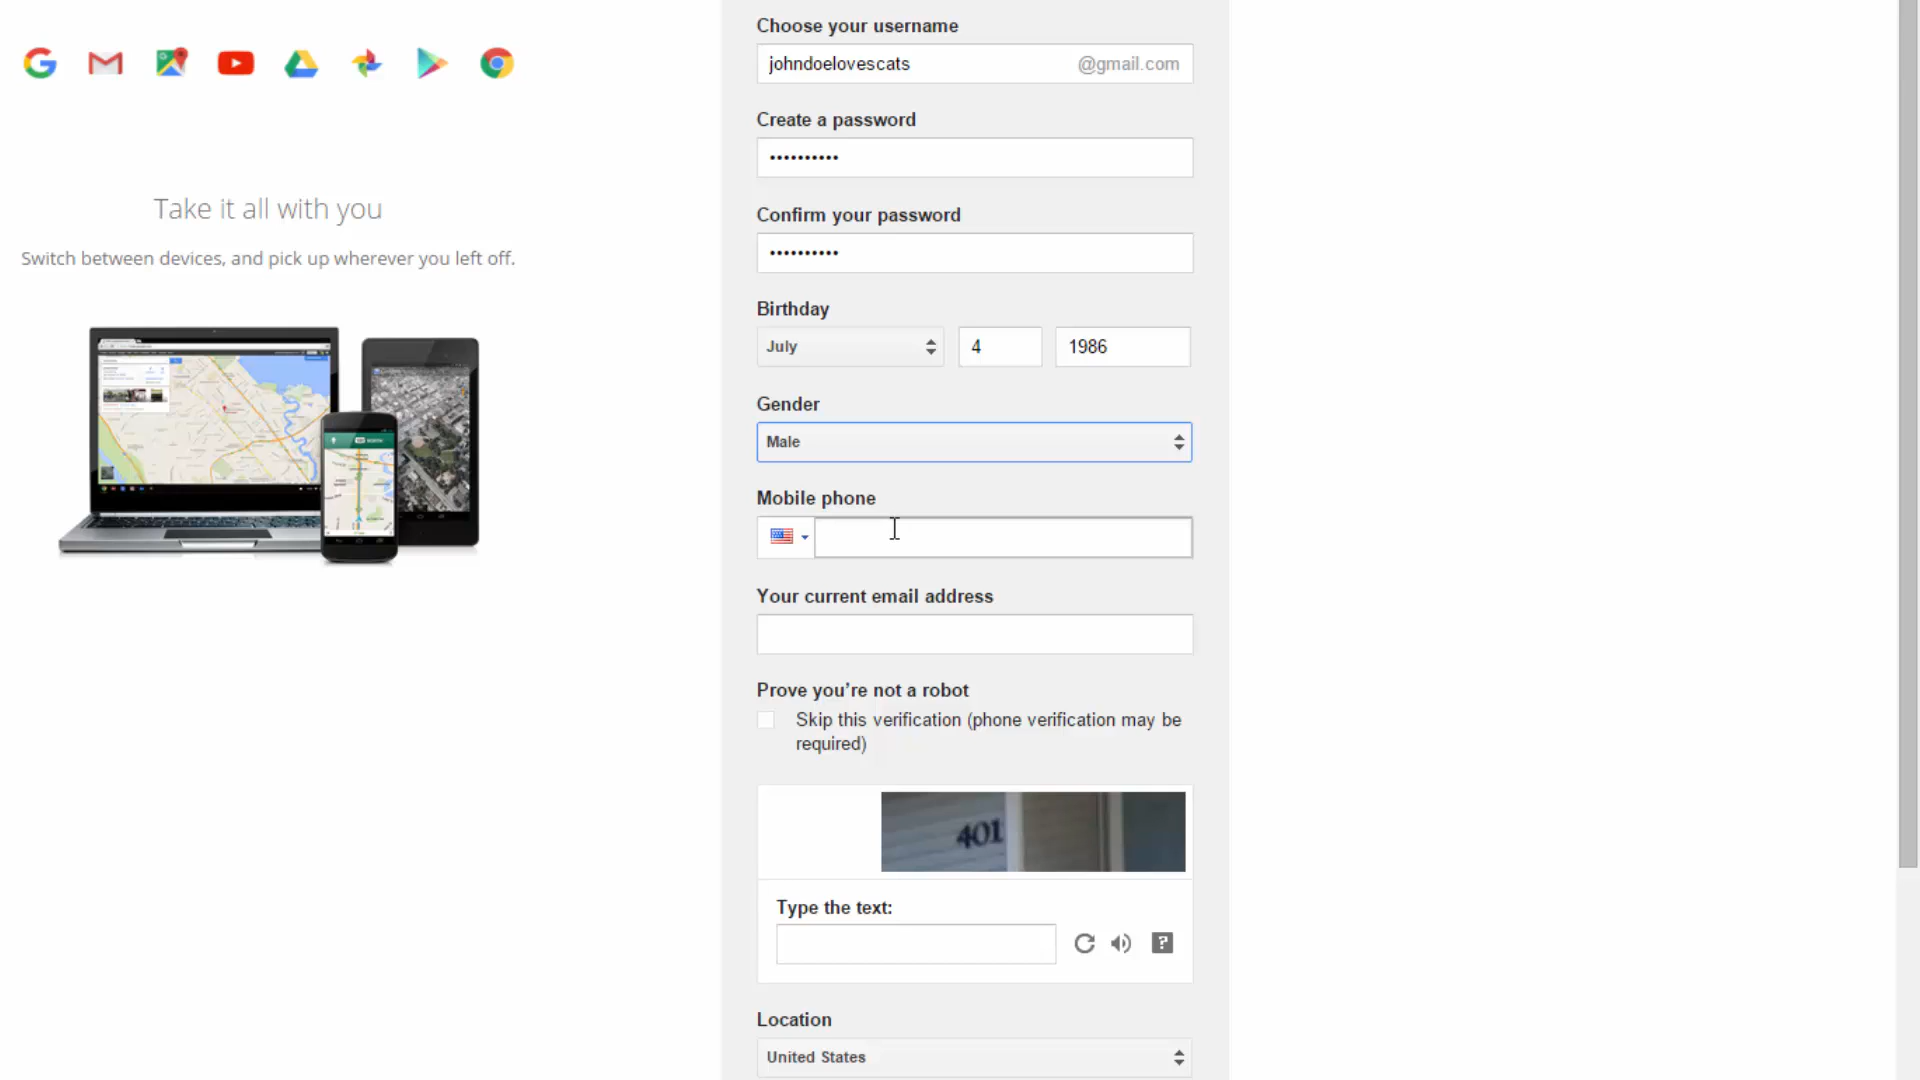 Choose your username
johndoelovescats @gmail.com
Create a password
••••••••••
Confirm your password
••••••••••
Birthday
July 4 1986
Gender
Male
Mobile phone
Your current email address
Prove you’re not a robot
Skip this verification (phone verification may be
required)
401
Type the text:
Location
United States
Take it all with you
Switch between devices, and pick up wherever you left off.